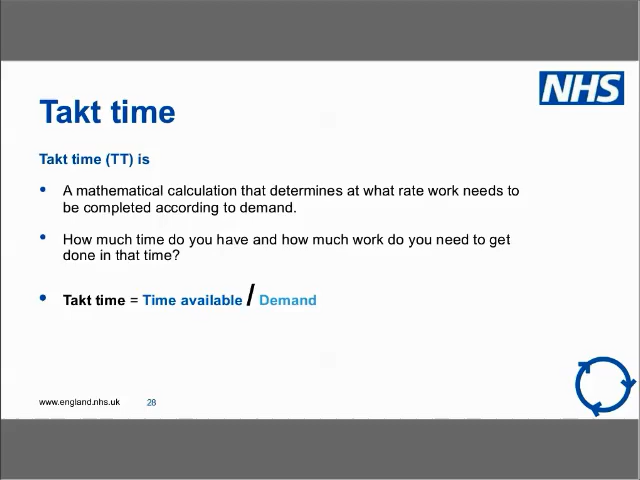 NHS
Takt time
Takt time (TT) is
• A mathematical calculation that determines at what rate work needs to
be completed according to demand.
• How much time do you have and how much work do you need to get
done in that time?
• Takt time = Time available / Demand
www.england.nhs.uk 28